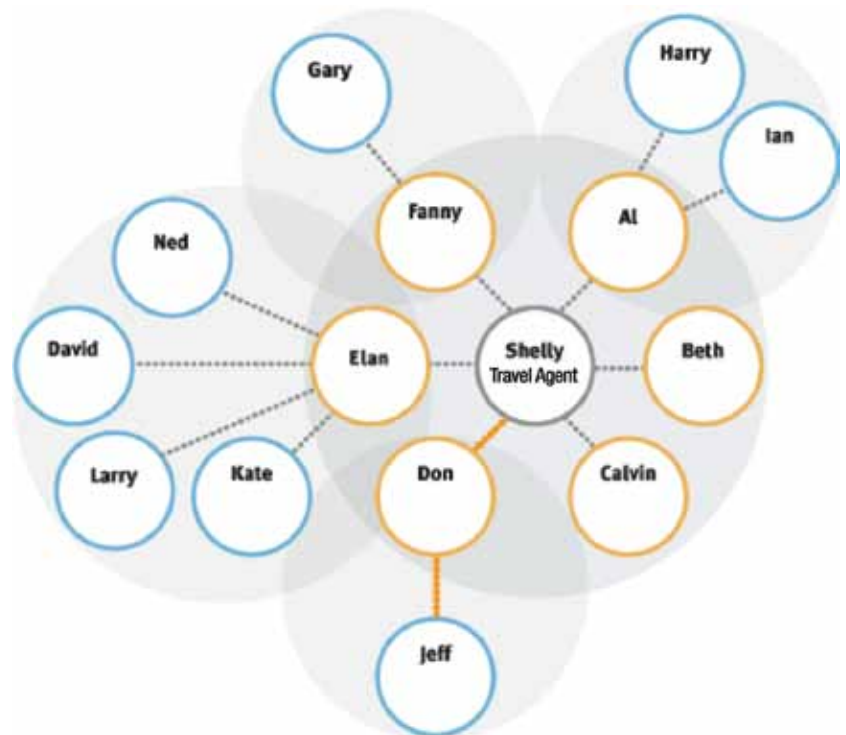 Gary
Harry
Ian
Fanny
Al
Ned
David
Elan
Shelly
Travel Agent
Beth
Larry
Kate
Don
Calvin
Jeff